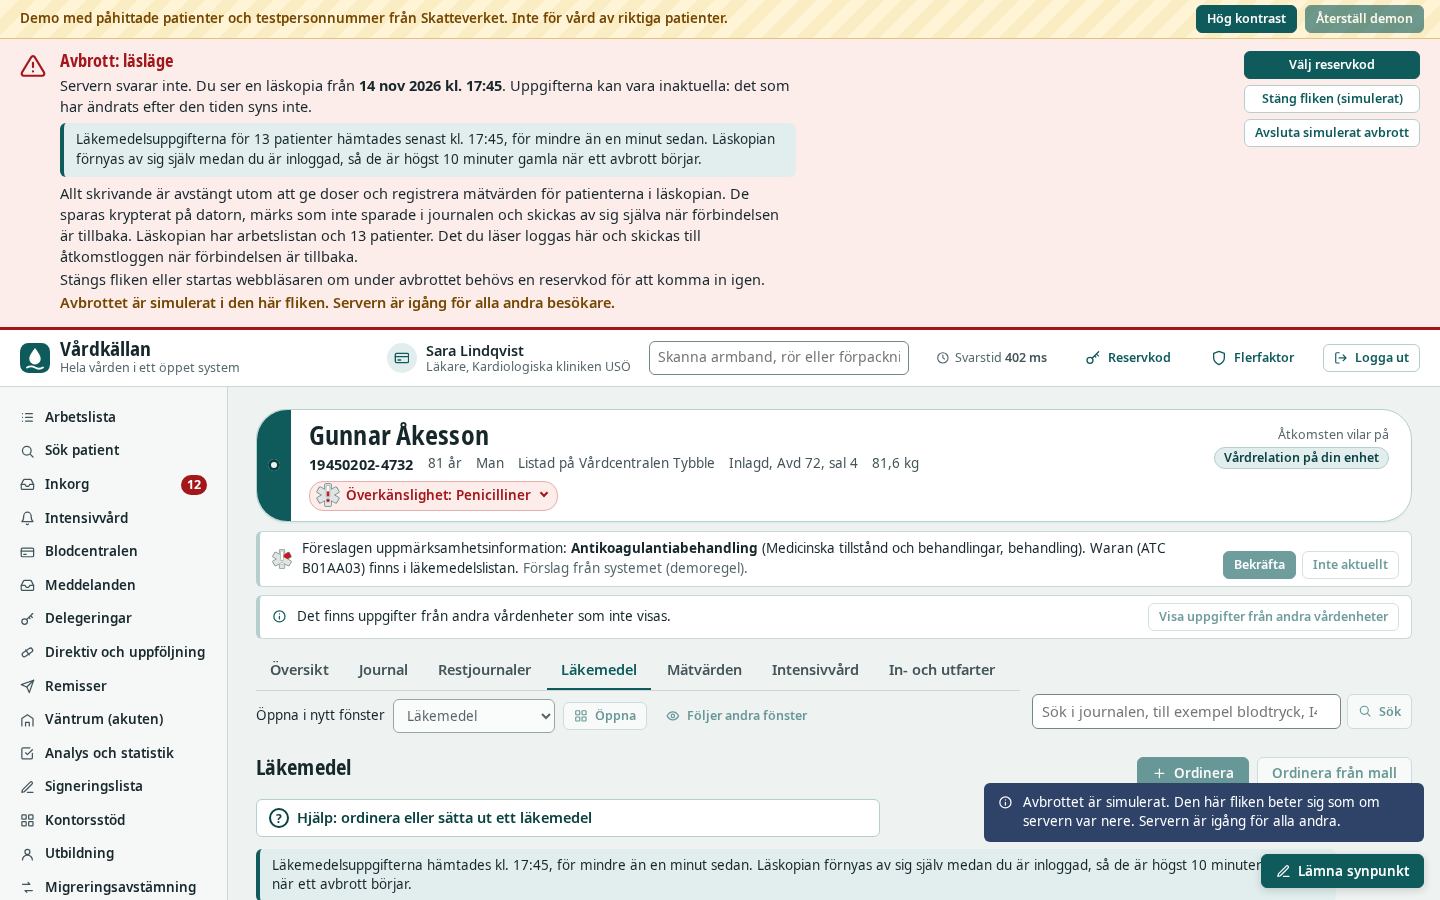 Demo med påhittade patienter och testpersonnummer från Skatteverket. Inte för vård av riktiga patienter.
Hög kontrast
Återställ demon
Avbrott: läsläge
Servern svarar inte. Du ser en läskopia från 14 nov 2026 kl. 17:45. Uppgifterna kan vara inaktuella: det som
har ändrats efter den tiden syns inte.
Läkemedelsuppgifterna för 13 patienter hämtades senast kl. 17:45, för mindre än en minut sedan. Läskopian
förnyas av sig själv medan du är inloggad, så de är högst 10 minuter gamla när ett avbrott börjar.
Allt skrivande är avstängt utom att ge doser och registrera mätvärden för patienterna i läskopian. De
sparas krypterat på datorn, märks som inte sparade i journalen och skickas av sig själva när förbindelsen
är tillbaka. Läskopian har arbetslistan och 13 patienter. Det du läser loggas här och skickas till
åtkomstloggen när förbindelsen är tillbaka.
Stängs fliken eller startas webbläsaren om under avbrottet behövs en reservkod för att komma in igen.
Avbrottet är simulerat i den här fliken. Servern är igång för alla andra besökare.
Välj reservkod
Stäng fliken (simulerat)
Avsluta simulerat avbrott
Vårdkällan
Hela vården i ett öppet system
Sara Lindqvist
Läkare, Kardiologiska kliniken USÖ
Skanna armband, rör eller förpackni
Svarstid 402 ms
Reservkod
Flerfaktor
Logga ut
Arbetslista
Sök patient
Inkorg
12
Intensivvård
Blodcentralen
Meddelanden
Delegeringar
Direktiv och uppföljning
Remisser
Väntrum (akuten)
Analys och statistik
Signeringslista
Kontorsstöd
Utbildning
Migreringsavstämning
Gunnar Åkesson
19450202-4732 81 år Man Listad på Vårdcentralen Tybble Inlagd, Avd 72, sal 4 81,6 kg
Överkänslighet: Penicilliner
Åtkomsten vilar på
Vårdrelation på din enhet
Föreslagen uppmärksamhetsinformation: Antikoagulantiabehandling (Medicinska tillstånd och behandlingar, behandling). Waran (ATC
B01AA03) finns i läkemedelslistan. Förslag från systemet (demoregel).
Bekräfta
Inte aktuellt
Det finns uppgifter från andra vårdenheter som inte visas.
Visa uppgifter från andra vårdenheter
Översikt
Journal
Restjournaler
Läkemedel
Mätvärden
Intensivvård
In- och utfarter
Öppna i nytt fönster
Läkemedel
Öppna
Följer andra fönster
Sök i journalen, till exempel blodtryck, I4
Sök
Läkemedel
Ordinera
Ordinera från mall
Hjälp: ordinera eller sätta ut ett läkemedel
Avbrottet är simulerat. Den här fliken beter sig som om
servern var nere. Servern är igång för alla andra.
Läkemedelsuppgifterna hämtades kl. 17:45, för mindre än en minut sedan. Läskopian förnyas av sig själv medan du är inloggad, så de är högst 10 minuter
när ett avbrott börjar.
Lämna synpunkt